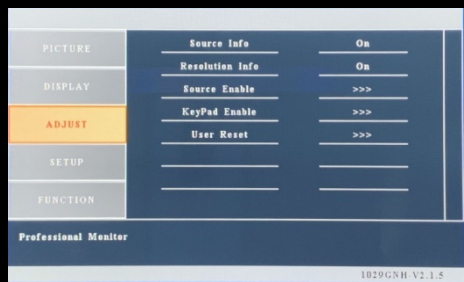 PICTURE
DISPLAY
ADJUST
SETUP
FUNCTION
Source Info On
Resolution Info On
Source Enable >>>
KeyPad Enable >>>
User Reset >>>
Professional Monitor
1029GNH-V2.1.5